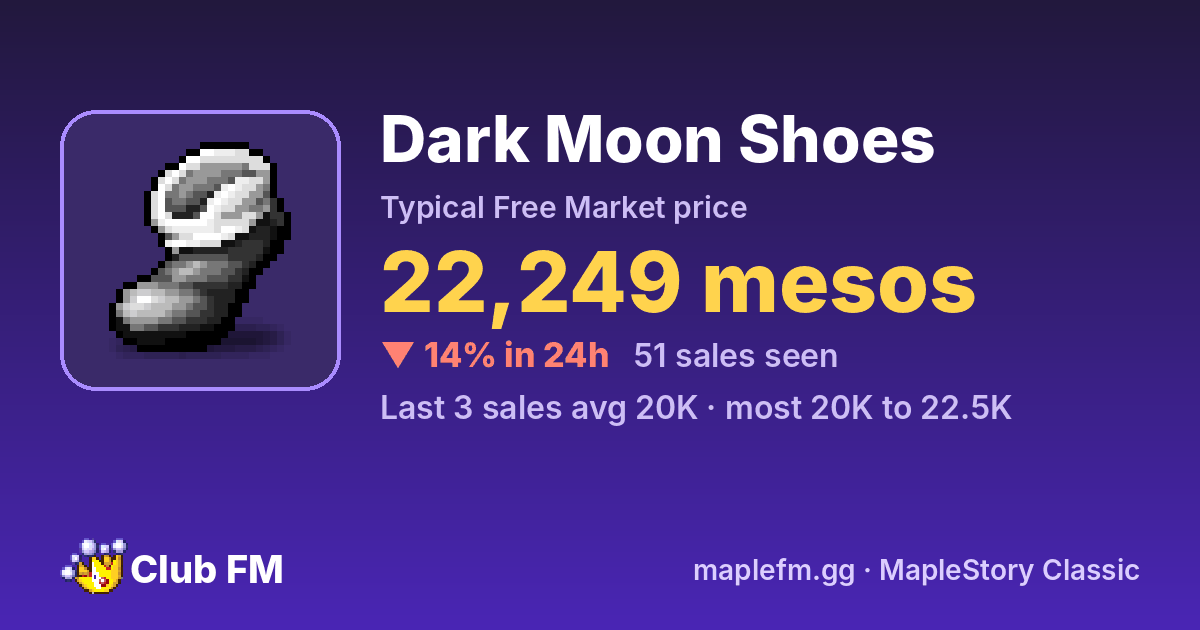 Dark Moon Shoes
Typical Free Market price
22,249 mesos
▼ 14% in 24h 51 sales seen
Last 3 sales avg 20K · most 20K to 22.5K
Club FM
maplefm.gg · MapleStory Classic